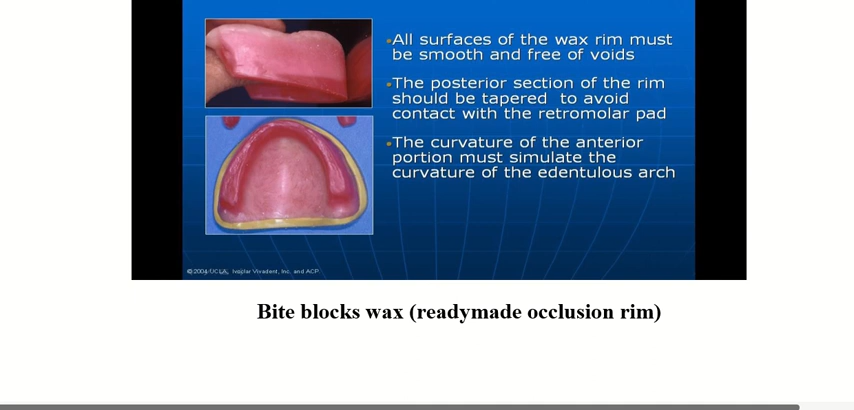 All surfaces of the wax rim must
be smooth and free of voids
The posterior section of the rim
should be tapered to avoid
contact with the retromolar pad
The curvature of the anterior
portion must simulate the
curvature of the edentulous arch
© 2004 UCLA, Ivoclar Vivadent, Inc. and ACP
Bite blocks wax (readymade occlusion rim)